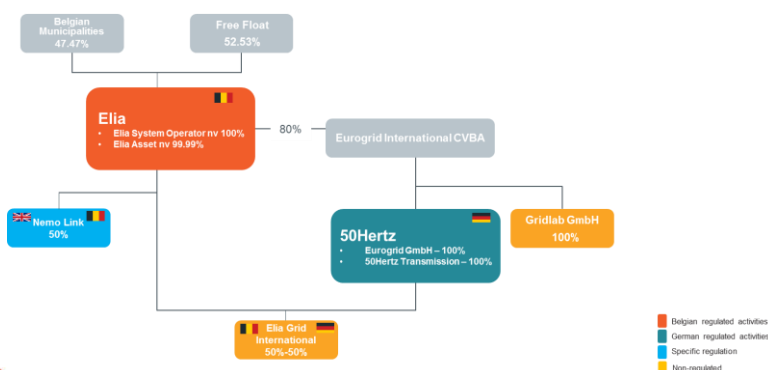 Belgian
Municipalities
47.47%
Free Float
52.53%
Elia
• Elia System Operator nv 100%
• Elia Asset nv 99.99%
80%
Eurogrid International CVBA
Nemo Link
50%
50Hertz
• Eurogrid GmbH – 100%
• 50Hertz Transmission – 100%
Gridlab GmbH
100%
Elia Grid
International
50%-50%
Belgian regulated activities
German regulated activities
Specific regulation
Non-regulated